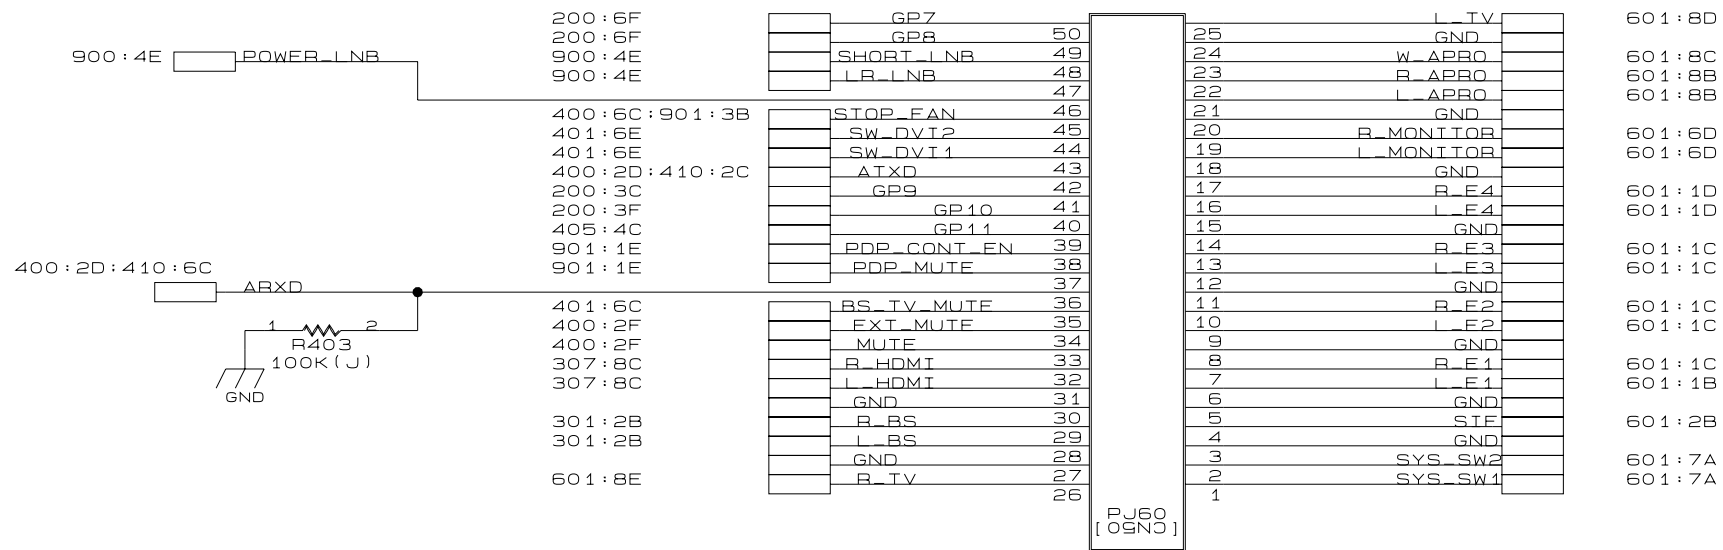 200:6F GP7 L_TV 601:8D
200:6F GP8 50 25 GND
900:4E POWER_LNB 900:4E SHORT_LNB 49 24 W_APRO 601:8C
900:4E LR_LNB 48 23 R_APRO 601:8B
47 22 L_APRO 601:8B
400:6C:901:3B STOP_FAN 46 21 GND
401:6E SW_DVI2 45 20 R_MONITOR 601:6D
401:6E SW_DVI1 44 19 L_MONITOR 601:6D
400:2D:410:2C ATXD 43 18 GND
200:3C GP9 42 17 R_E4 601:1D
200:3F GP10 41 16 L_E4 601:1D
405:4C GP11 40 15 GND
901:1E PDP_CONT_EN 39 14 R_E3 601:1C
400:2D:410:6C 901:1E PDP_MUTE 38 13 L_E3 601:1C
ARXD 37 12 GND
401:6C BS_TV_MUTE 36 11 R_E2 601:1C
1 2 400:2F EXT_MUTE 35 10 L_E2 601:1C
R403 400:2F MUTE 34 9 GND
100K(J) 307:8C R_HDMI 33 8 R_E1 601:1C
307:8C L_HDMI 32 7 L_E1 601:1B
GND GND 31 6 GND
301:2B R_BS 30 5 SIF 601:2B
301:2B L_BS 29 4 GND
GND 28 3 SYS_SW2 601:7A
601:8E R_TV 27 2 SYS_SW1 601:7A
26 1
PJ60
[CN50]